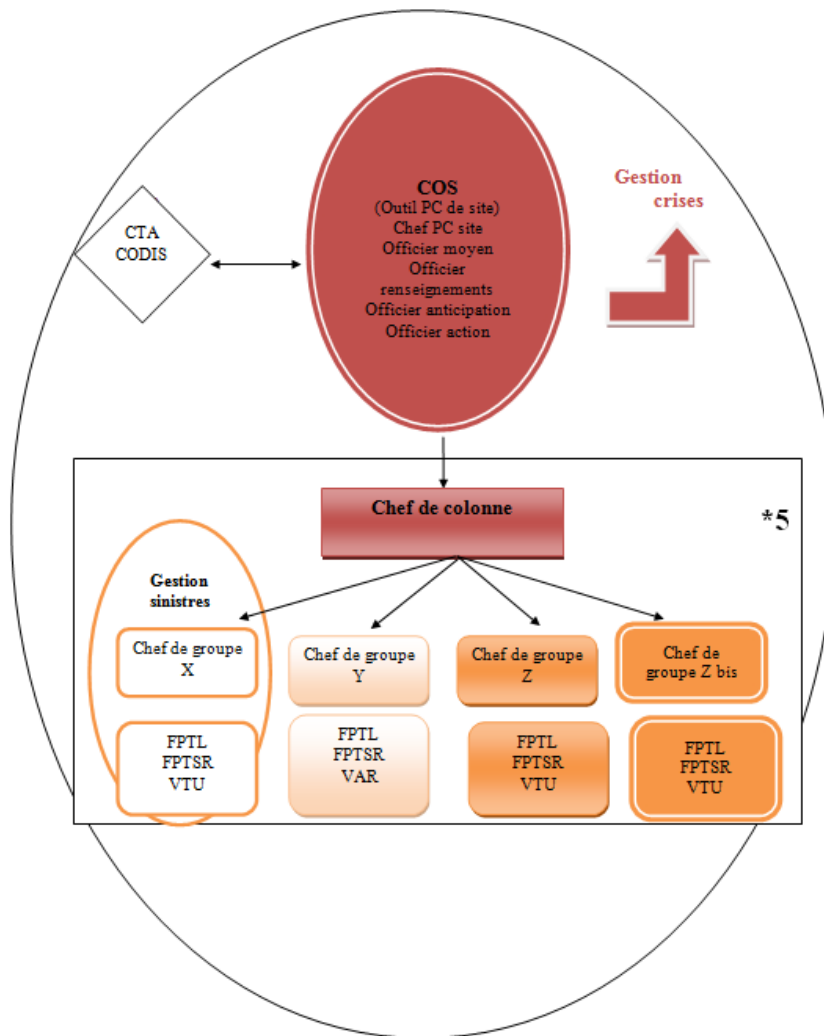 COS
(Outil PC de site)
Chef PC site
Officier moyen
Officier
renseignements
Officier anticipation
Officier action
Gestion
crises
CTA
CODIS
Chef de colonne
*5
Gestion
sinistres
Chef de groupe
X
Chef de groupe
Y
Chef de groupe
Z
Chef de
groupe Z bis
FPTL
FPTSR
VTU
FPTL
FPTSR
VAR
FPTL
FPTSR
VTU
FPTL
FPTSR
VTU